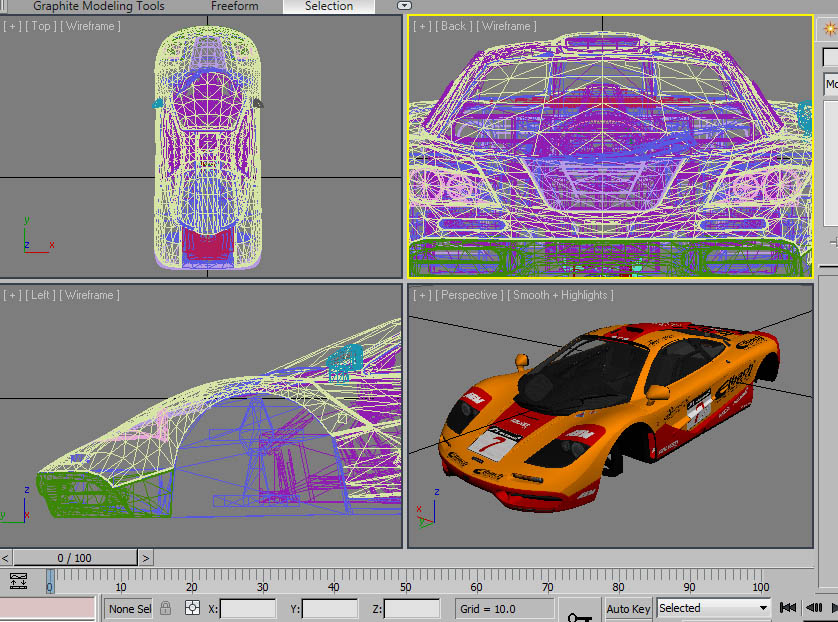 Graphite Modeling Tools Freeform Selection
[ + ] [ Top ] [ Wireframe ]
[ + ] [ Back ] [ Wireframe ]
y
z x
Mo
[ + ] [ Left ] [ Wireframe ]
[ + ] [ Perspective ] [ Smooth + Highlights ]
7
7
z
y x
z
x
y
< 0 / 100 >
0 10 20 30 40 50 60 70 80 90 100
None Sel X: Y: Z: Grid = 10.0 Auto Key Selected